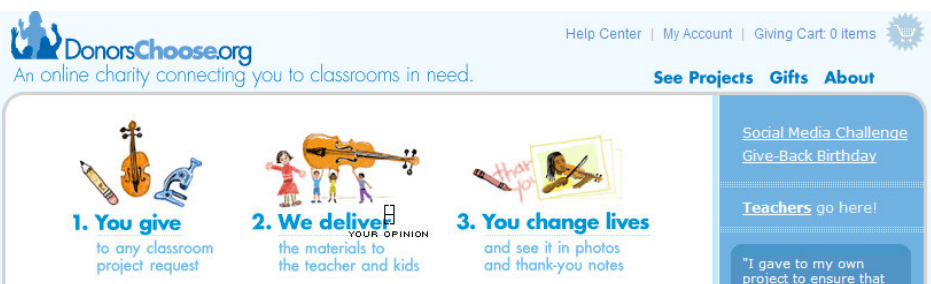 DonorsChoose.org
An online charity connecting you to classrooms in need.
Help Center | My Account | Giving Cart: 0 items
See Projects Gifts About
thank
you
1. You give
to any classroom
project request
2. We deliver
YOUR OPINION
the materials to
the teacher and kids
3. You change lives
and see it in photos
and thank-you notes
Social Media Challenge
Give-Back Birthday
Teachers go here!
"I gave to my own
project to ensure that